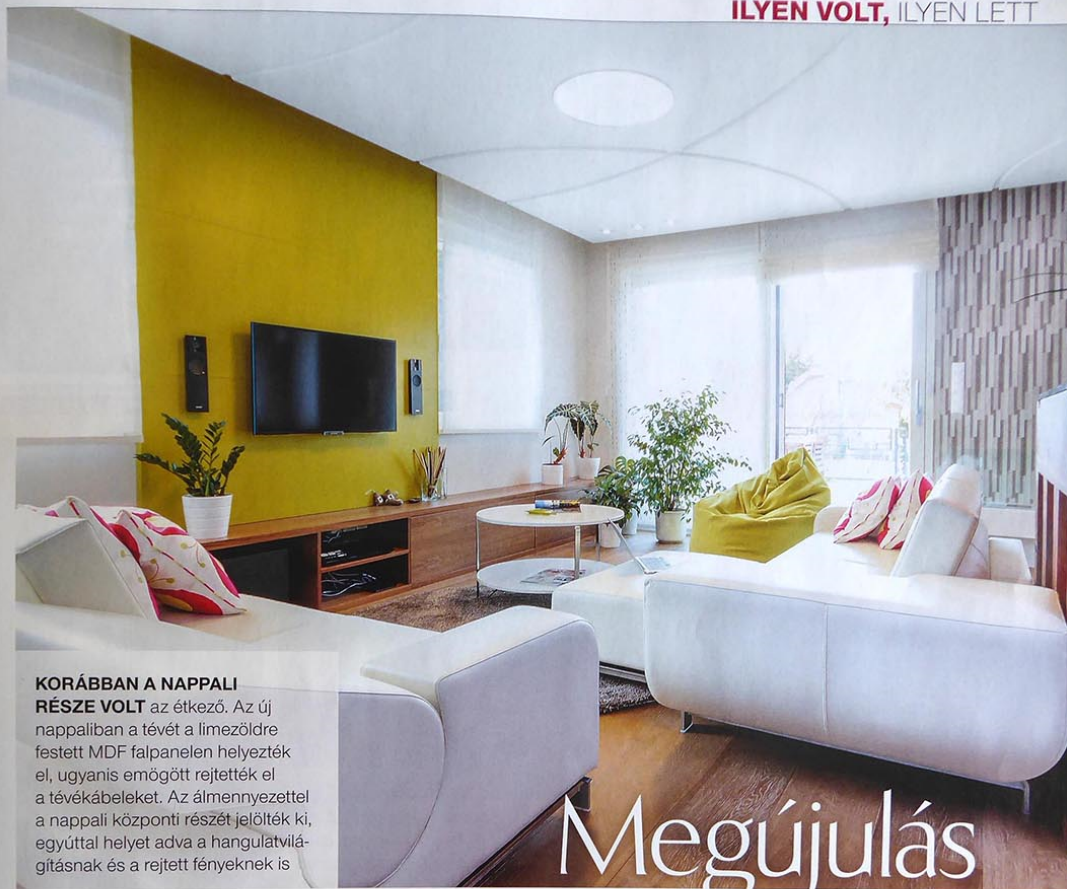 ILYEN VOLT, ILYEN LETT
KORÁBBAN A NAPPALI
RÉSZE VOLT az étkező. Az új
nappaliban a tévét a limezöldre
festett MDF falpanelen helyezték
el, ugyanis emögött rejtették el
a tévékábeleket. Az álmennyezettel
a nappali központi részét jelölték ki,
egyúttal helyet adva a hangulatvilá-
gításnak és a rejtett fényeknek is
Megújulás